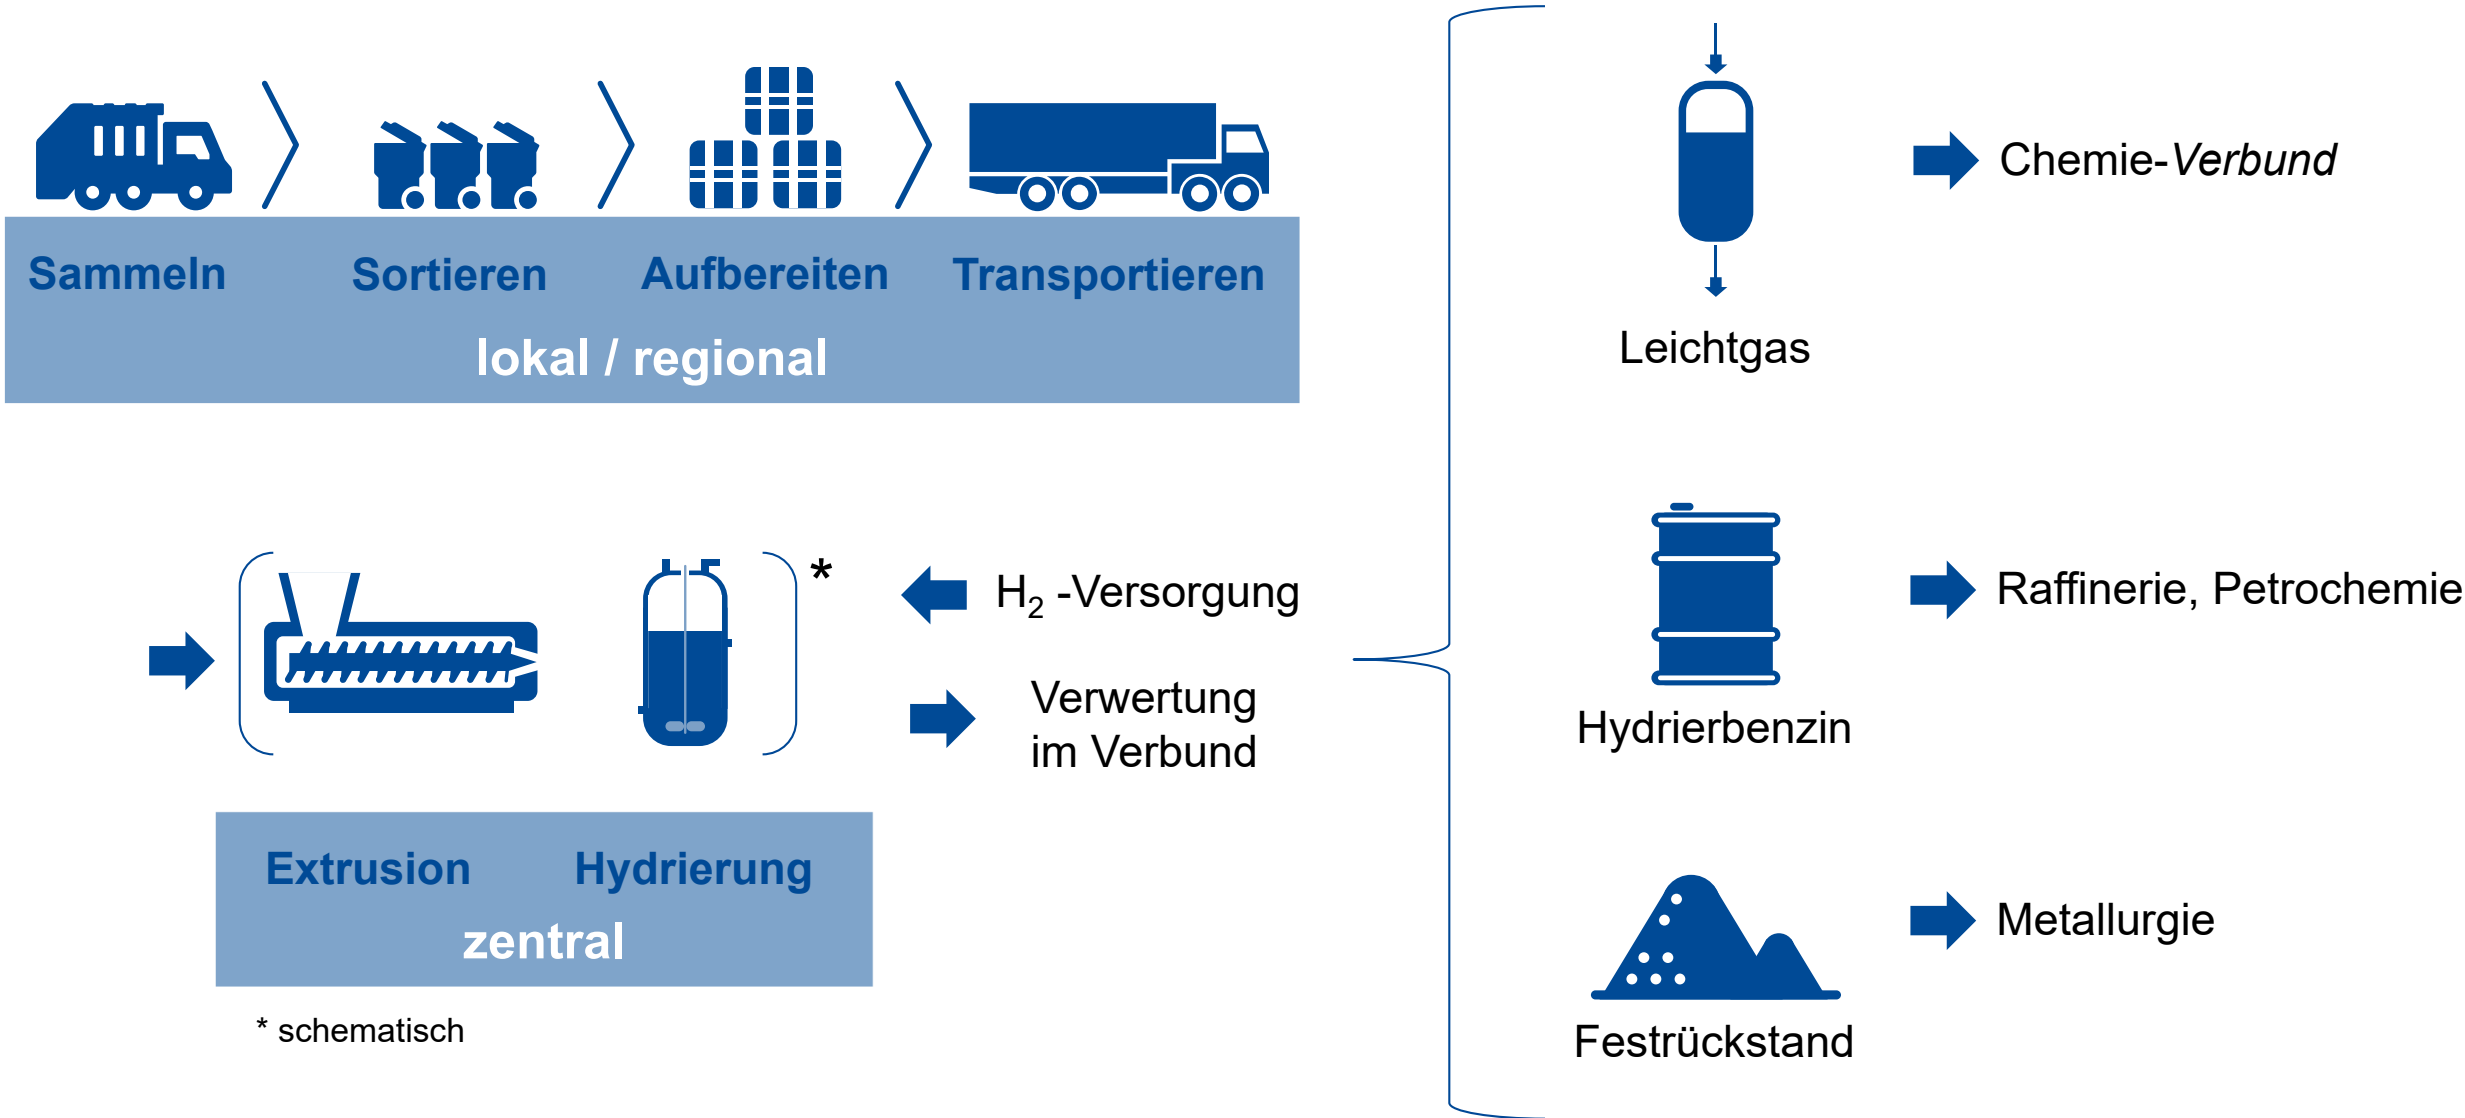 Sammeln
Sortieren
Aufbereiten
Transportieren
lokal / regional
*
H₂ -Versorgung
Verwertung
im Verbund
Extrusion
Hydrierung
zentral
* schematisch
Leichtgas
Chemie-Verbund
Hydrierbenzin
Raffinerie, Petrochemie
Festrückstand
Metallurgie